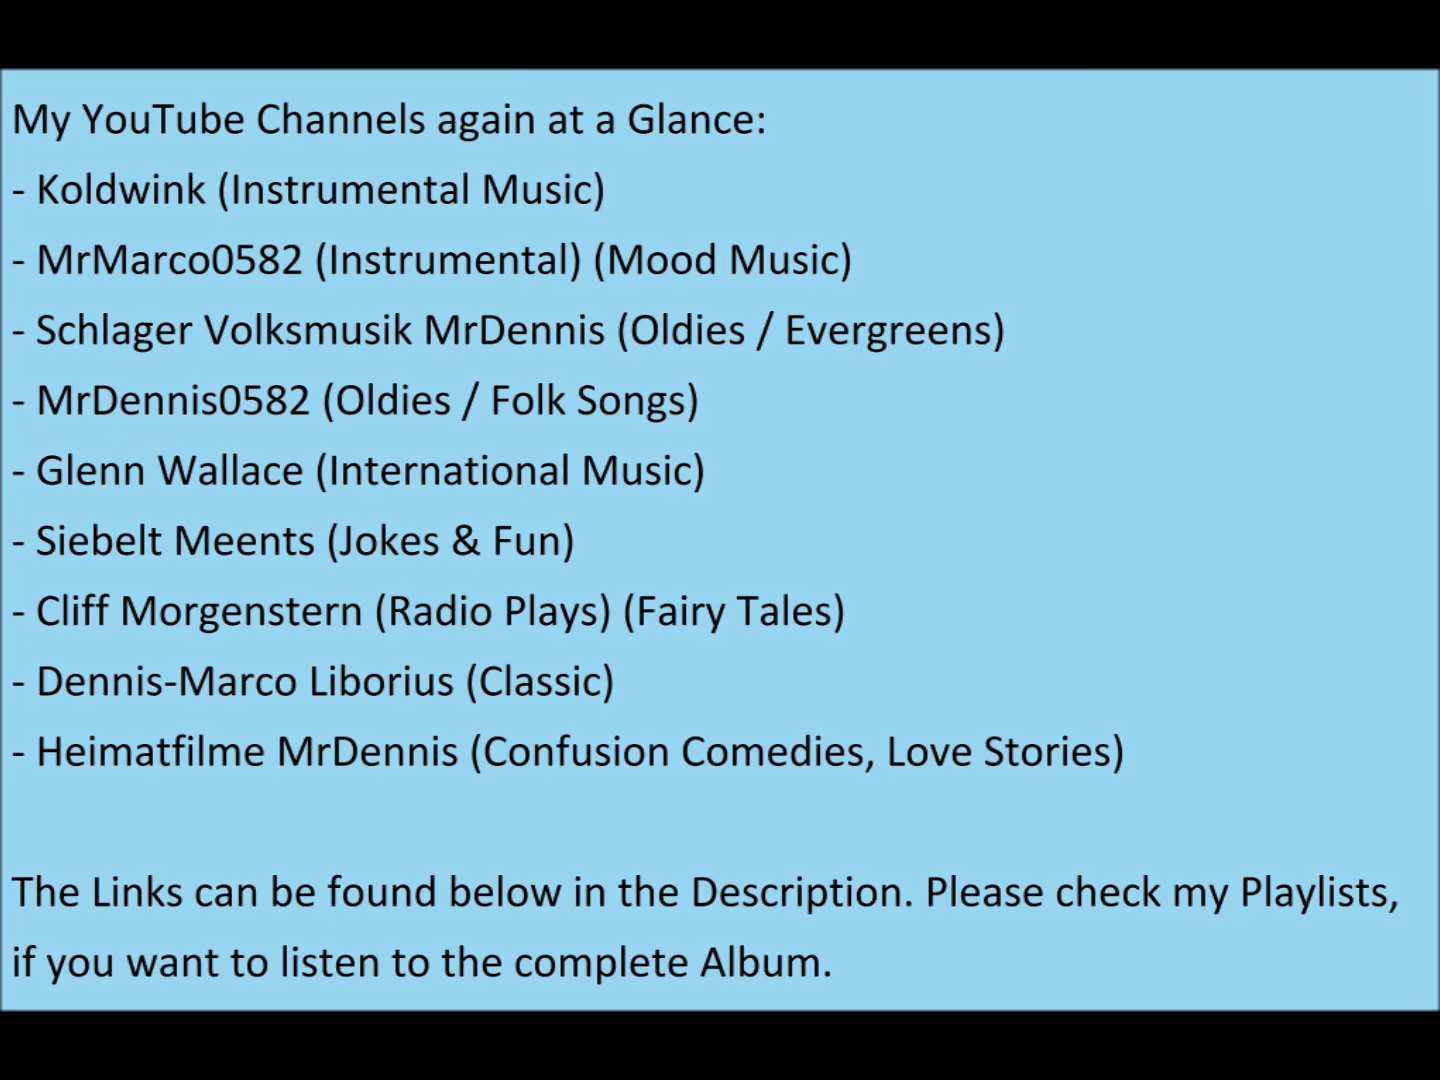 My YouTube Channels again at a Glance:
- Koldwink (Instrumental Music)
- MrMarco0582 (Instrumental) (Mood Music)
- Schlager Volksmusik MrDennis (Oldies / Evergreens)
- MrDennis0582 (Oldies / Folk Songs)
- Glenn Wallace (International Music)
- Siebelt Meents (Jokes & Fun)
- Cliff Morgenstern (Radio Plays) (Fairy Tales)
- Dennis-Marco Liborius (Classic)
- Heimatfilme MrDennis (Confusion Comedies, Love Stories)
The Links can be found below in the Description. Please check my Playlists,
if you want to listen to the complete Album.